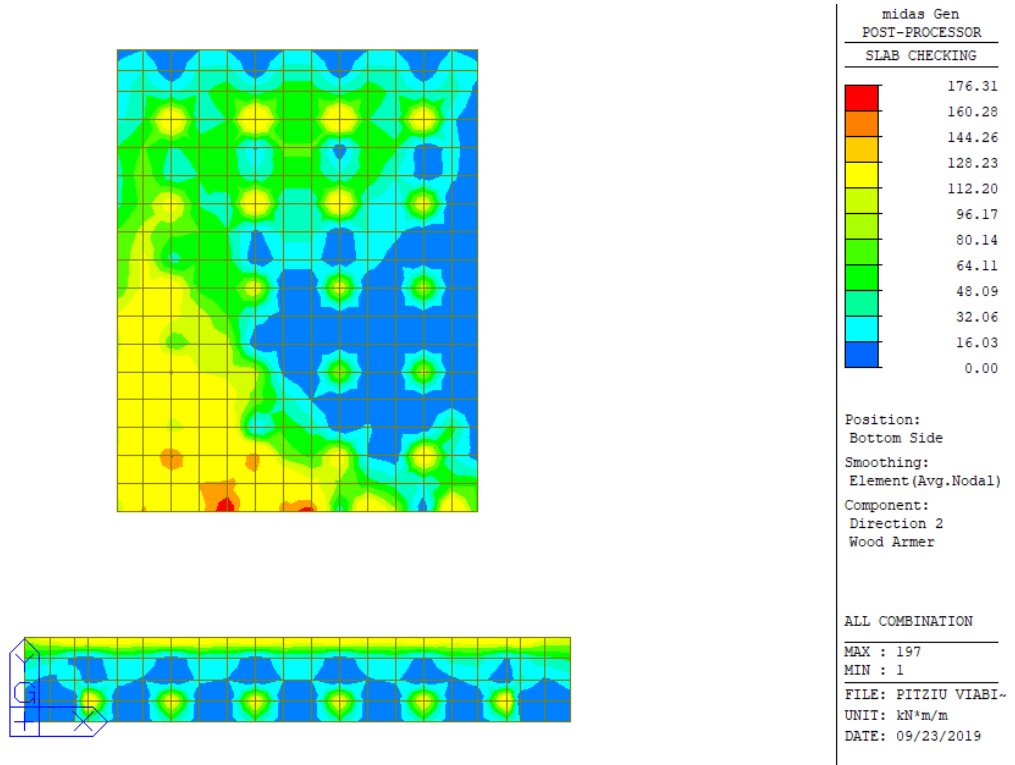 midas Gen
POST-PROCESSOR
SLAB CHECKING
176.31
160.28
144.26
128.23
112.20
96.17
80.14
64.11
48.09
32.06
16.03
0.00
Position:
Bottom Side
Smoothing:
Element(Avg.Nodal)
Component:
Direction 2
Wood Armer
ALL COMBINATION
MAX : 197
MIN : 1
FILE: PITZIU VIABI~
UNIT: kN*m/m
DATE: 09/23/2019
Y
G
X